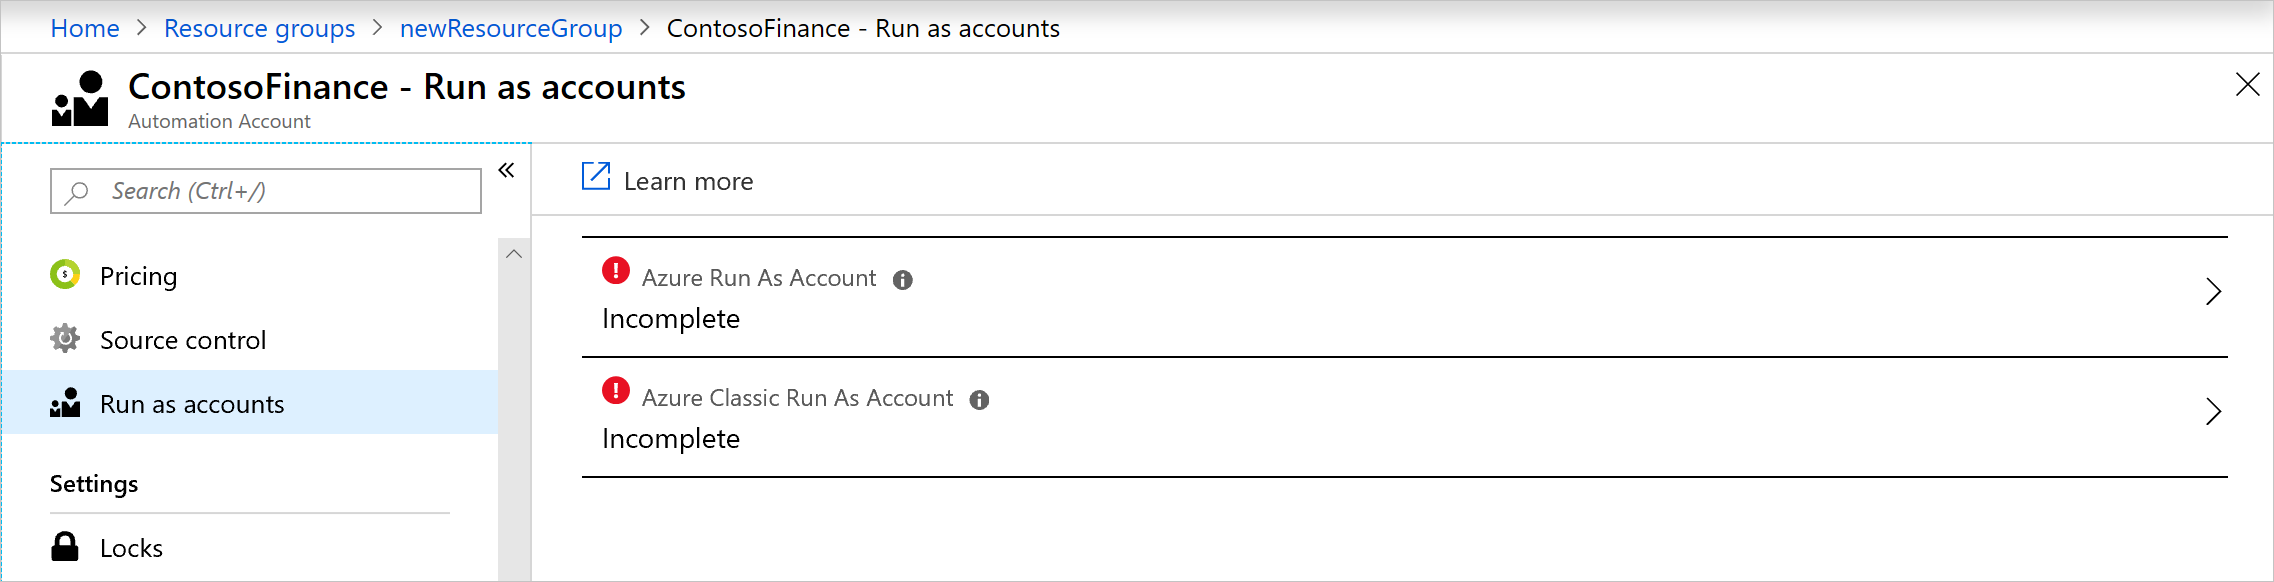 Home > Resource groups > newResourceGroup > ContosoFinance - Run as accounts
ContosoFinance - Run as accounts
Automation Account
Search (Ctrl+/)
Learn more
Pricing
Source control
Run as accounts
Settings
Locks
Azure Run As Account
Incomplete
Azure Classic Run As Account
Incomplete